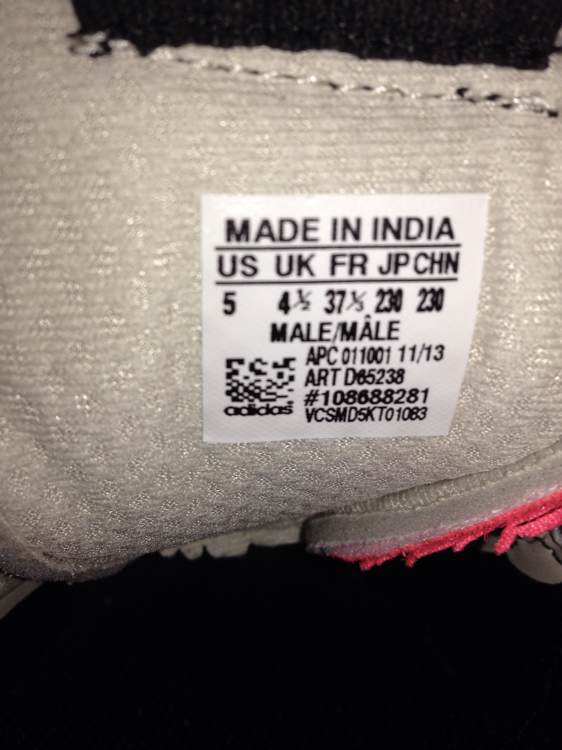 MADE IN INDIA
US UK FR JP CHN
5 4½ 37⅓ 230 230
MALE/MÂLE
APC 011001 11/13
ART D65238
#108688281
adidas VCSMD5KT01083